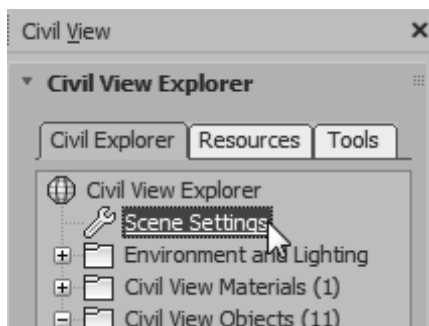 Civil View
Civil View Explorer
Civil Explorer Resources Tools
Civil View Explorer
Scene Settings
Environment and Lighting
Civil View Materials (1)
Civil View Objects (11)